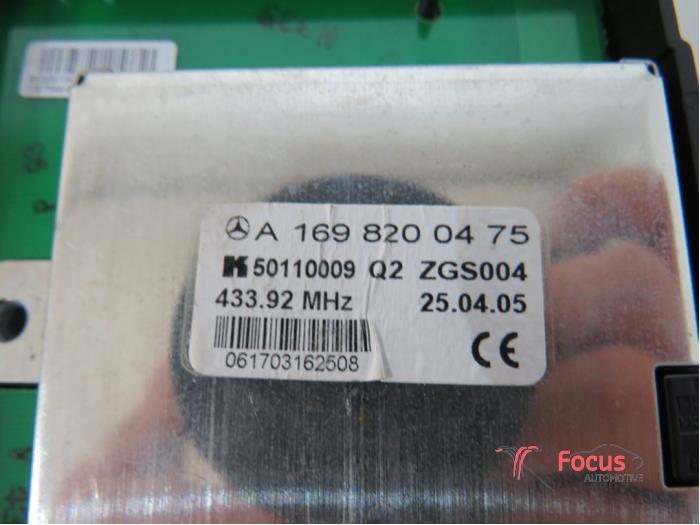 A 169 820 04 75
K 50110009 Q2 ZGS004
433.92 MHz 25.04.05
061703162508
CE
Focus
AUTOMOTIVE